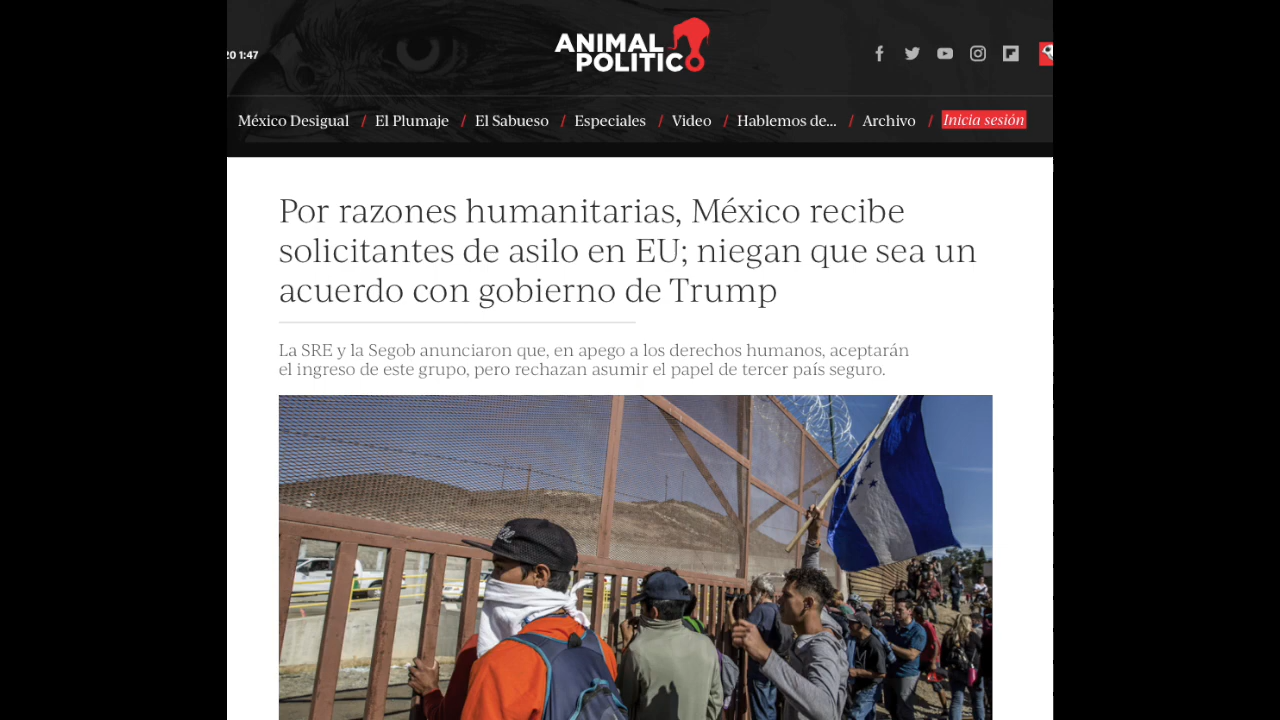 20 1:47
ANIMAL
POLITICO
México Desigual / El Plumaje / El Sabueso / Especiales / Video / Hablemos de... / Archivo / Inicia sesión
Por razones humanitarias, México recibe
solicitantes de asilo en EU; niegan que sea un
acuerdo con gobierno de Trump
La SRE y la Segob anunciaron que, en apego a los derechos humanos, aceptarán
el ingreso de este grupo, pero rechazan asumir el papel de tercer país seguro.